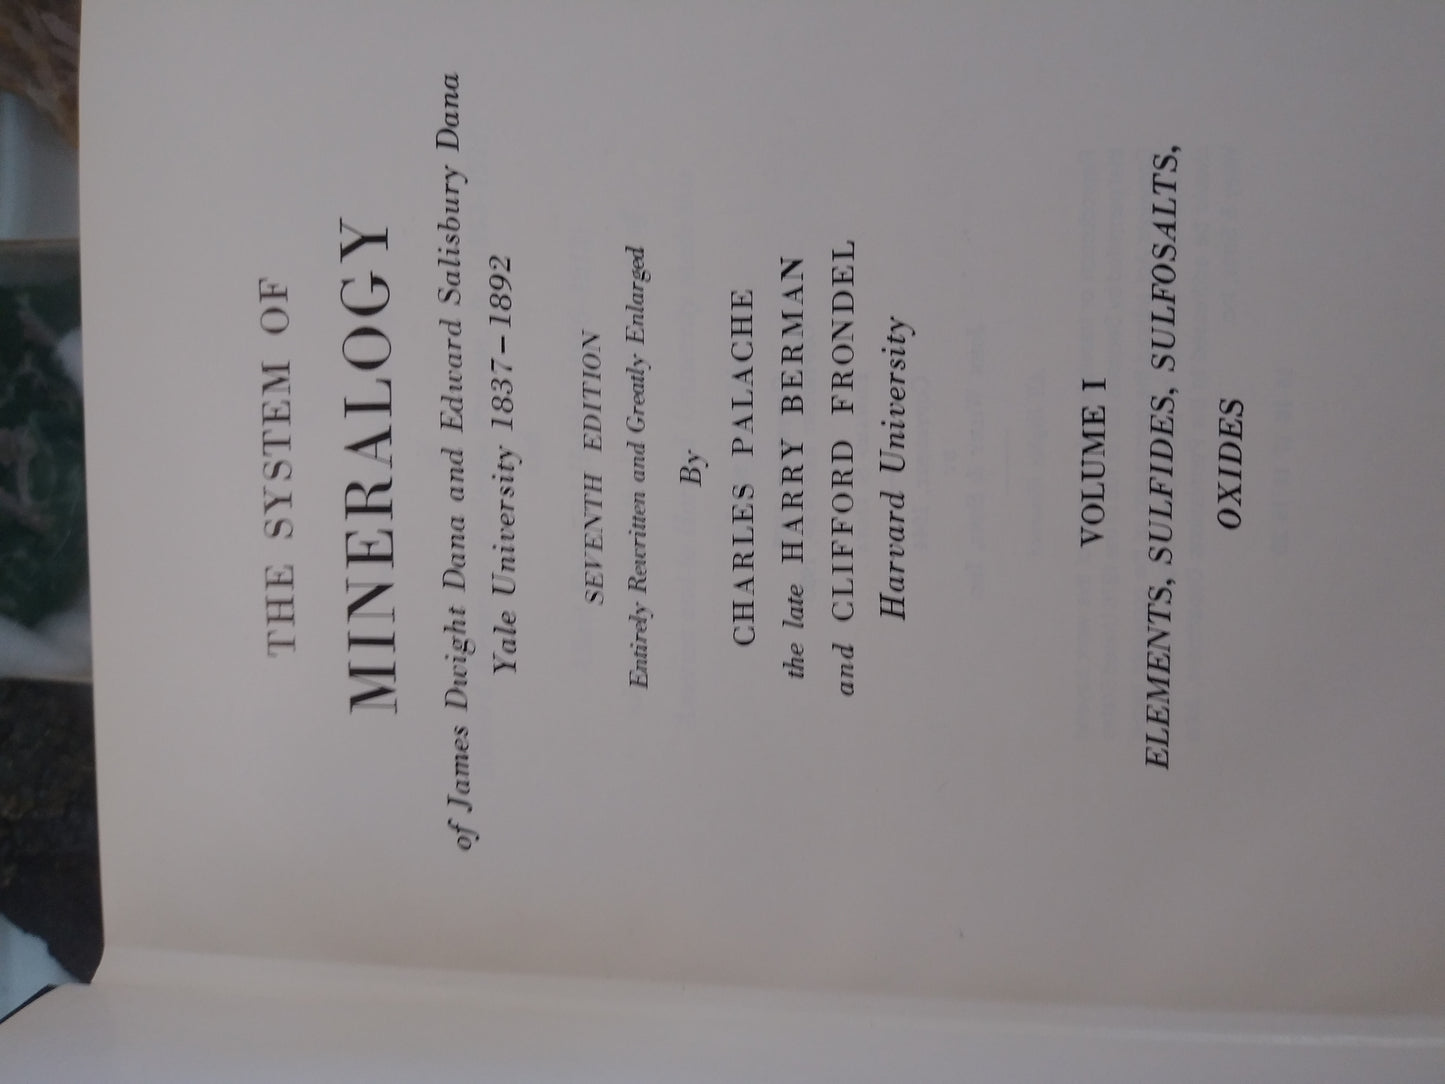 THE SYSTEM OF
MINERALOGY
of James Dwight Dana and Edward Salisbury Dana
Yale University 1837–1892
SEVENTH EDITION
Entirely Rewritten and Greatly Enlarged
By
CHARLES PALACHE
the late HARRY BERMAN
and CLIFFORD FRONDEL
Harvard University
VOLUME I
ELEMENTS, SULFIDES, SULFOSALTS,
OXIDES